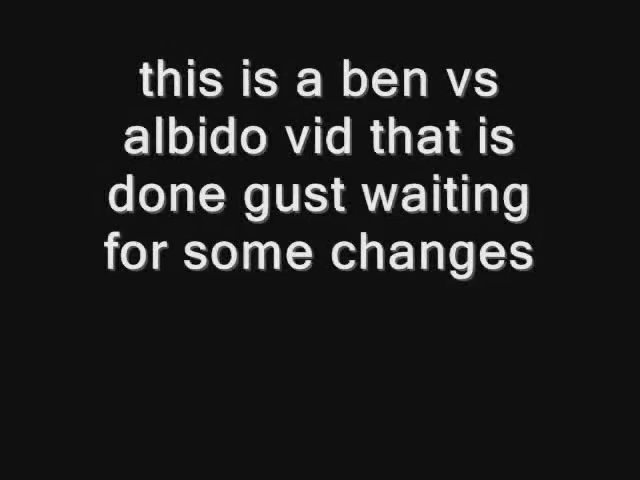 this is a ben vs
albido vid that is
done gust waiting
for some changes